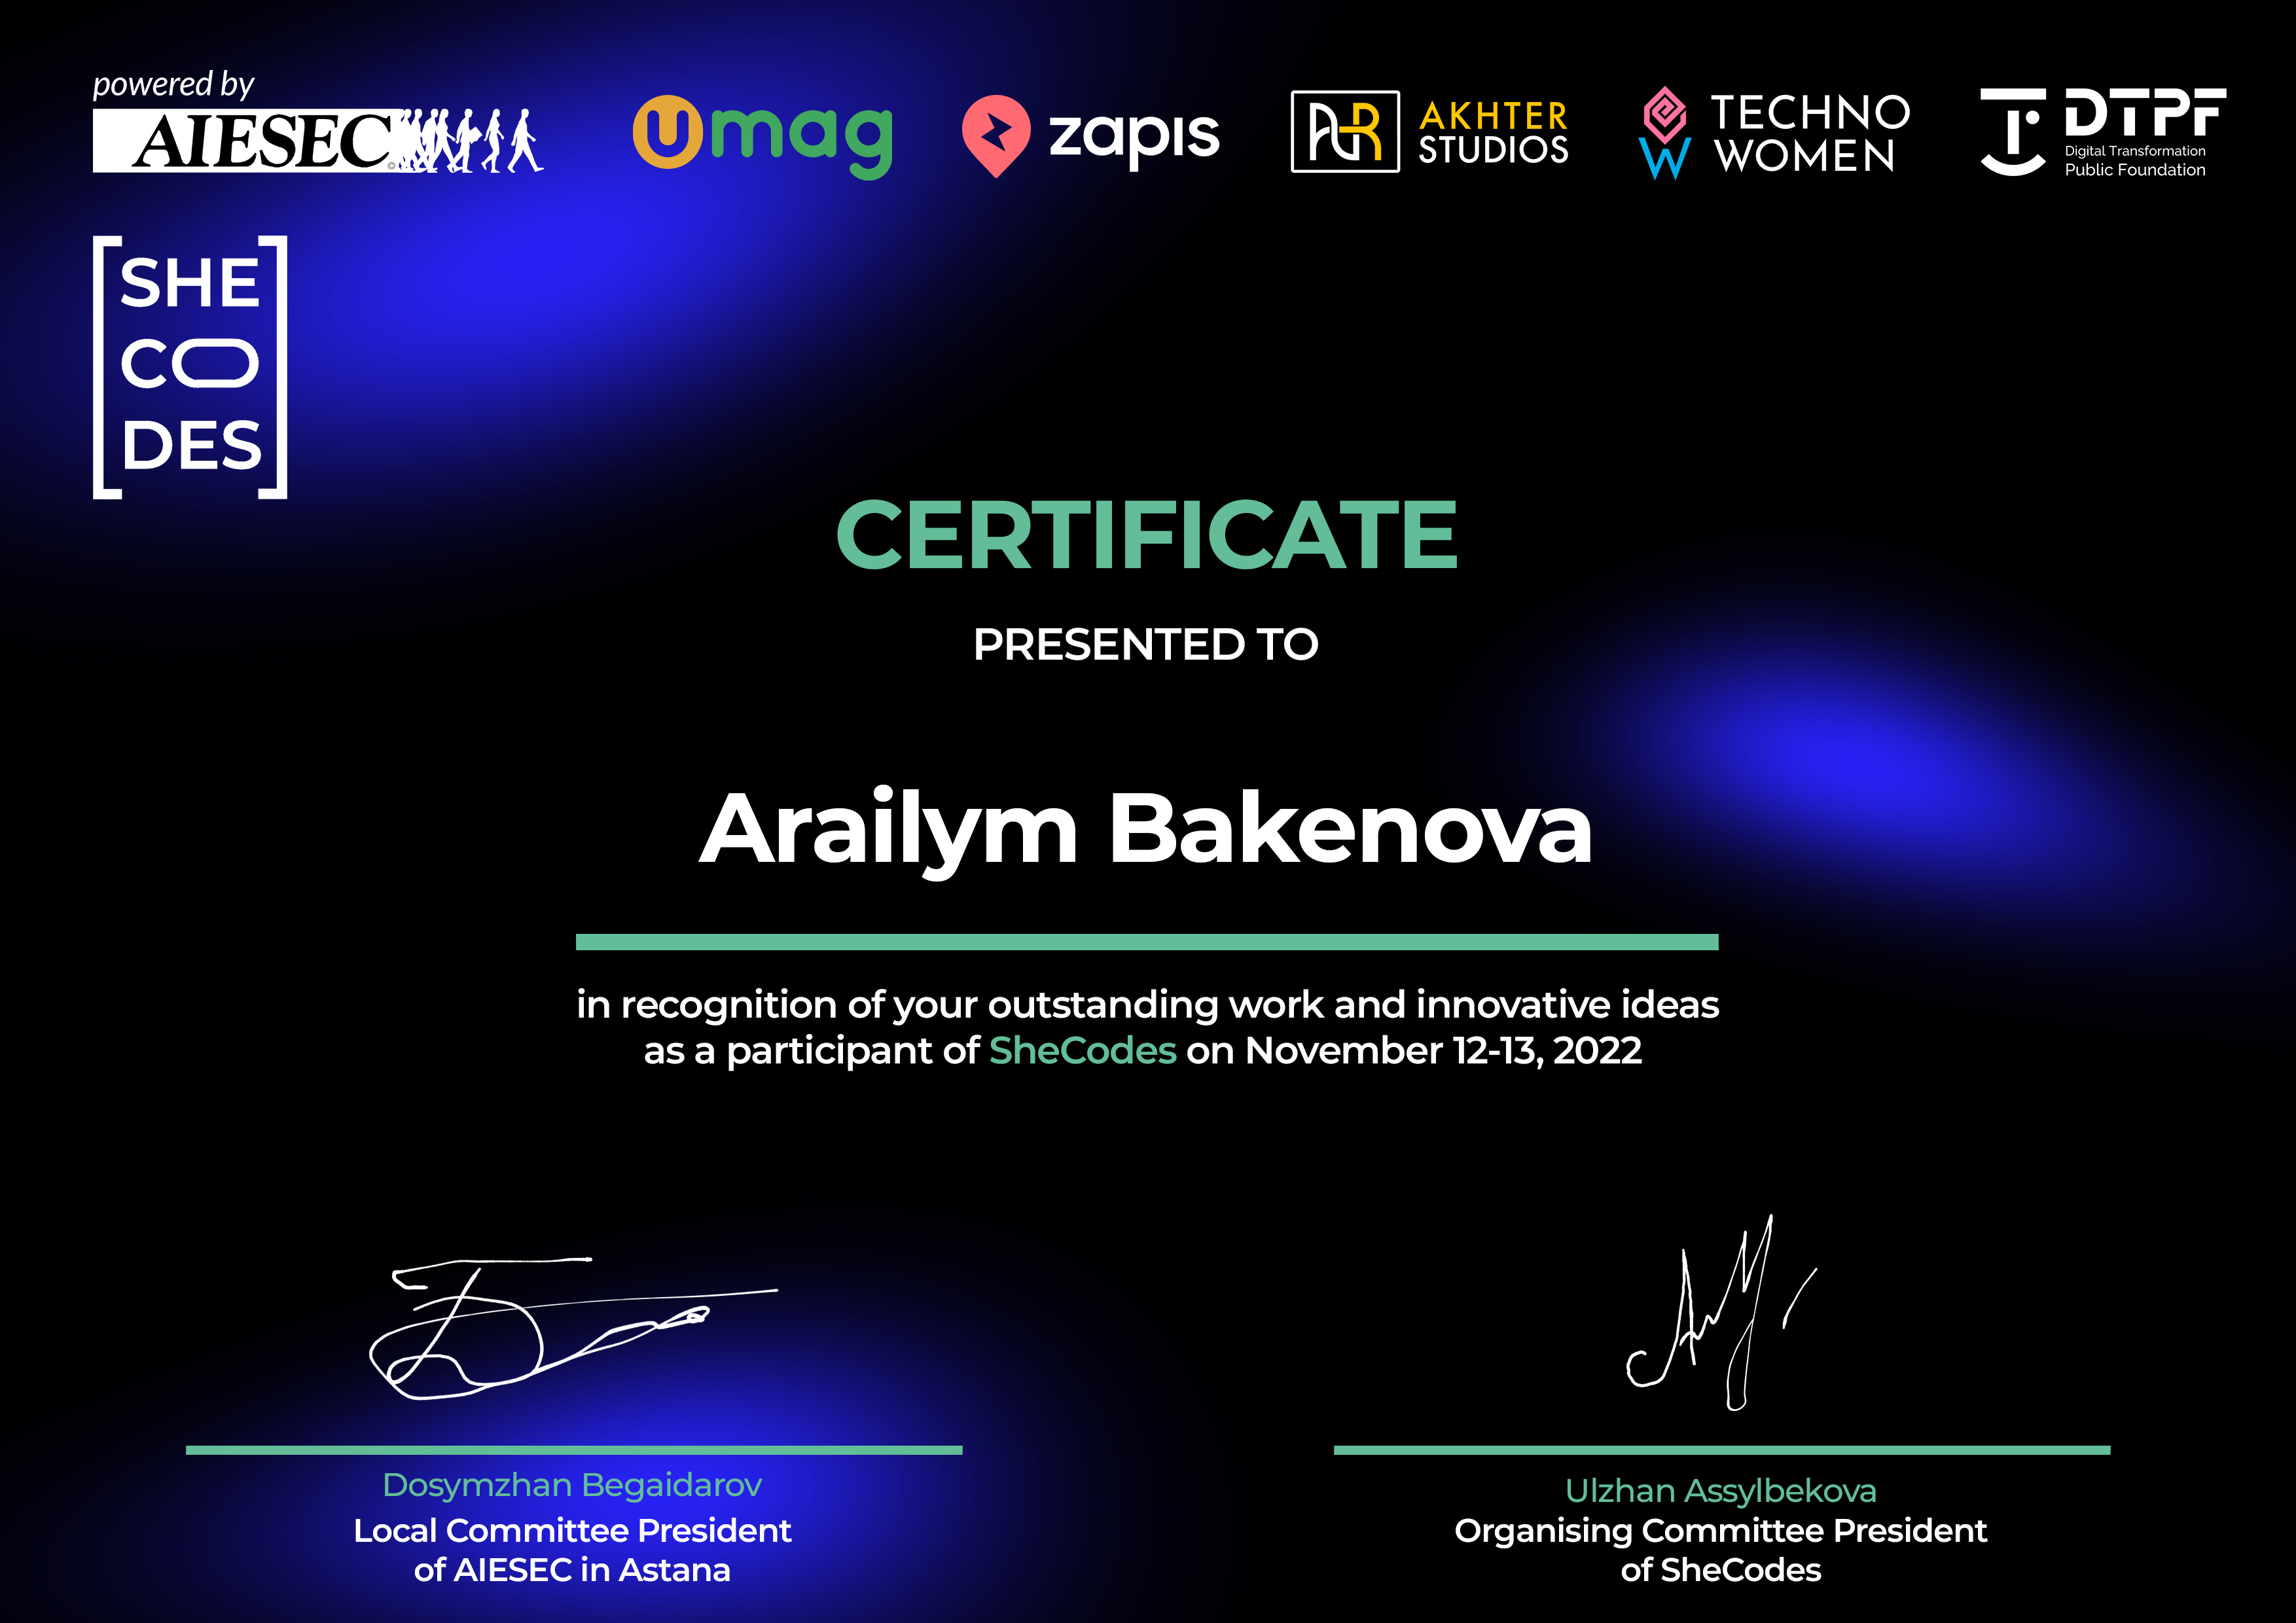 powered by
AIESEC
umag
zapis
AKHTER
STUDIOS
TECHNO
WOMEN
DTPF
Digital Transformation
Public Foundation
SHE
CO
DES
CERTIFICATE
PRESENTED TO
Arailym Bakenova
in recognition of your outstanding work and innovative ideas
as a participant of SheCodes on November 12-13, 2022
Dosymzhan Begaidarov
Local Committee President
of AIESEC in Astana
Ulzhan Assylbekova
Organising Committee President
of SheCodes